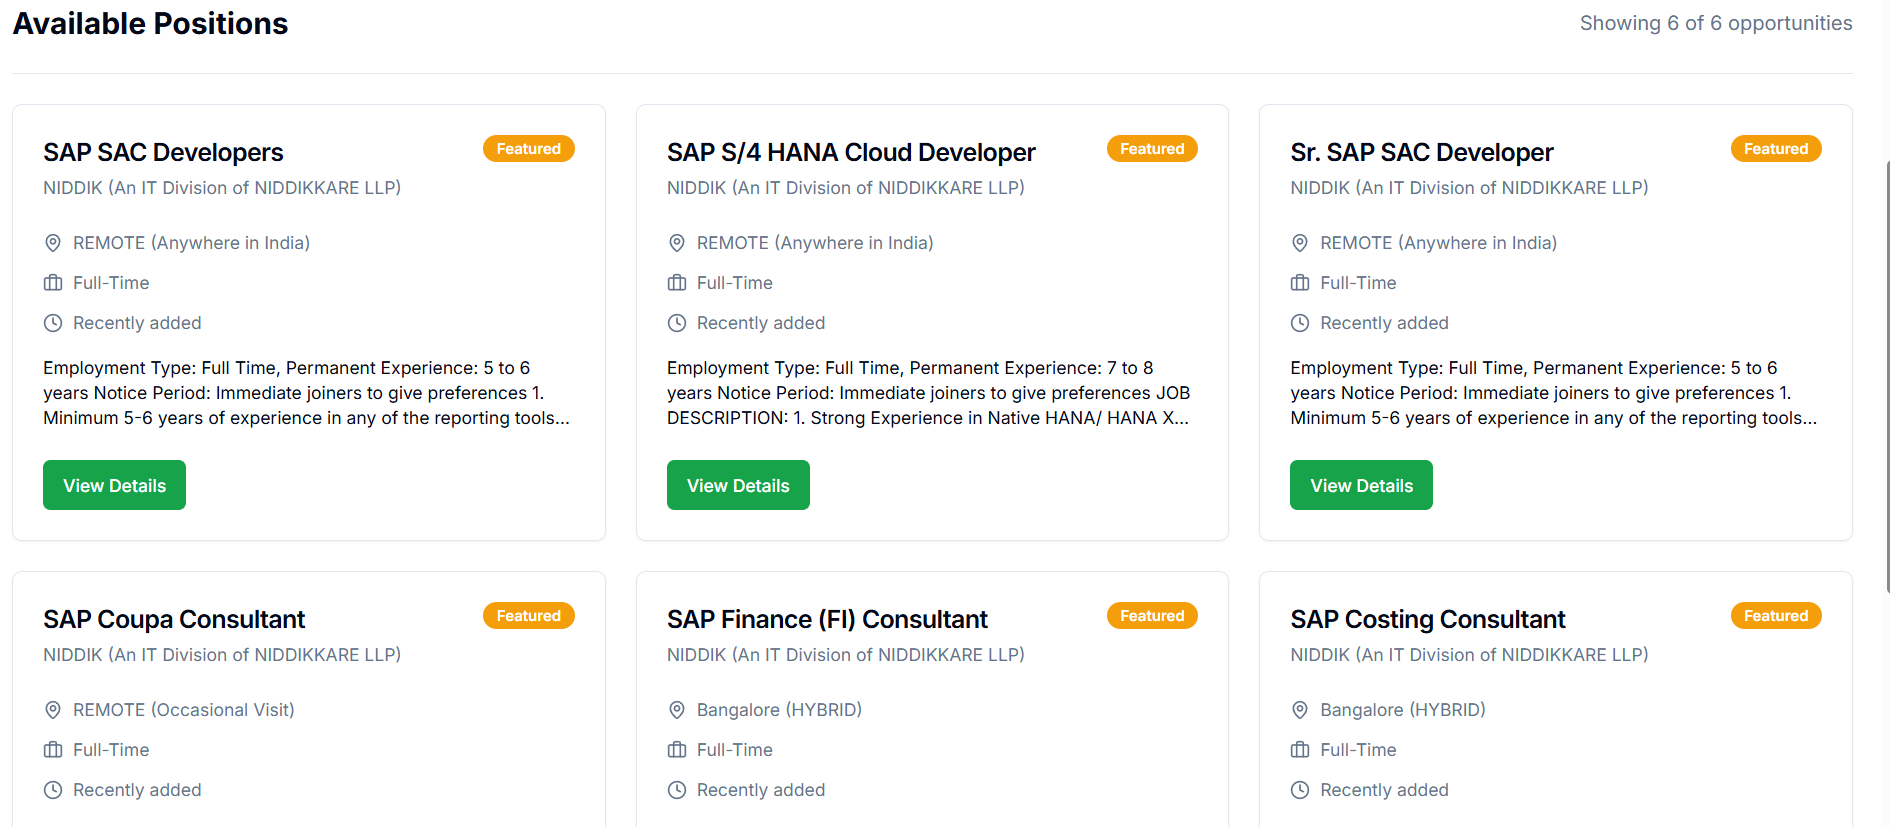 Available Positions
Showing 6 of 6 opportunities
SAP SAC Developers
Featured
NIDDIK (An IT Division of NIDDIKKARE LLP)
REMOTE (Anywhere in India)
Full-Time
Recently added
Employment Type: Full Time, Permanent Experience: 5 to 6
years Notice Period: Immediate joiners to give preferences 1.
Minimum 5-6 years of experience in any of the reporting tools...
View Details
SAP S/4 HANA Cloud Developer
Featured
NIDDIK (An IT Division of NIDDIKKARE LLP)
REMOTE (Anywhere in India)
Full-Time
Recently added
Employment Type: Full Time, Permanent Experience: 7 to 8
years Notice Period: Immediate joiners to give preferences JOB
DESCRIPTION: 1. Strong Experience in Native HANA/ HANA X...
View Details
Sr. SAP SAC Developer
Featured
NIDDIK (An IT Division of NIDDIKKARE LLP)
REMOTE (Anywhere in India)
Full-Time
Recently added
Employment Type: Full Time, Permanent Experience: 5 to 6
years Notice Period: Immediate joiners to give preferences 1.
Minimum 5-6 years of experience in any of the reporting tools...
View Details
SAP Coupa Consultant
Featured
NIDDIK (An IT Division of NIDDIKKARE LLP)
REMOTE (Occasional Visit)
Full-Time
Recently added
SAP Finance (FI) Consultant
Featured
NIDDIK (An IT Division of NIDDIKKARE LLP)
Bangalore (HYBRID)
Full-Time
Recently added
SAP Costing Consultant
Featured
NIDDIK (An IT Division of NIDDIKKARE LLP)
Bangalore (HYBRID)
Full-Time
Recently added